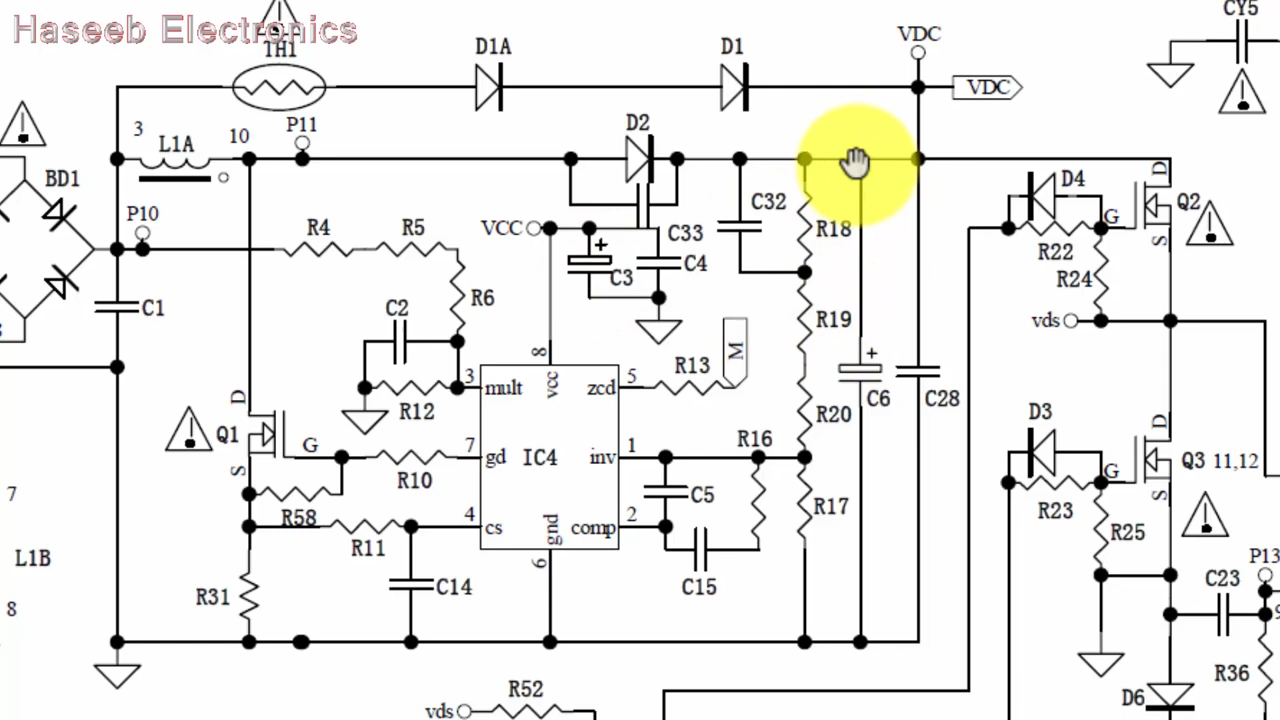 Haseeb Electronics
TH1
D1A
D1
VDC
VDC
CY5
3
L1A
10
P11
D2
BD1
P10
R4
R5
VCC
C32
R18
C33
C3
C4
D4
G
D
S
Q2
R22
R24
vds
C1
C2
R6
R19
R12
3
mult
8
vcc
zcd
5
R13
M
R20
C6
C28
D
Q1
G
S
R10
7
gd
IC4
inv
1
R16
R17
C5
R58
R11
4
cs
gnd
comp
2
6
C15
C14
R31
D3
G
D
S
Q3
11,12
R23
R25
P13
C23
R36
D6
7
L1B
8
R52
vds